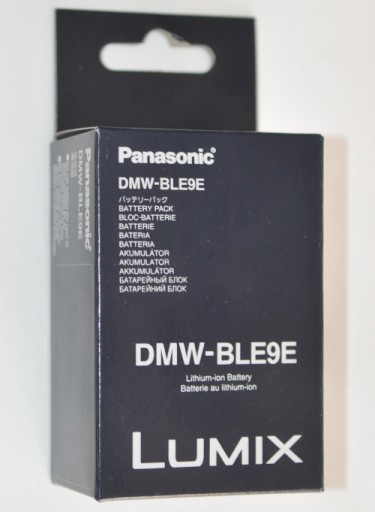 Panasonic
DMW-BLE9E
バッテリーパック
BATTERY PACK
BLOC-BATTERIE
BATTERIE
BATERIA
BATTERIA
AKUMULÁTOR
AKUMULATOR
AKKUMULÁTOR
БАТАРЕЙНЫЙ БЛОК
БАТАРЕЙНИЙ БЛОК
DMW-BLE9E
Lithium-ion Battery
Batterie au lithium-ion
LUMIX
Panasonic
DMW-BLE9E